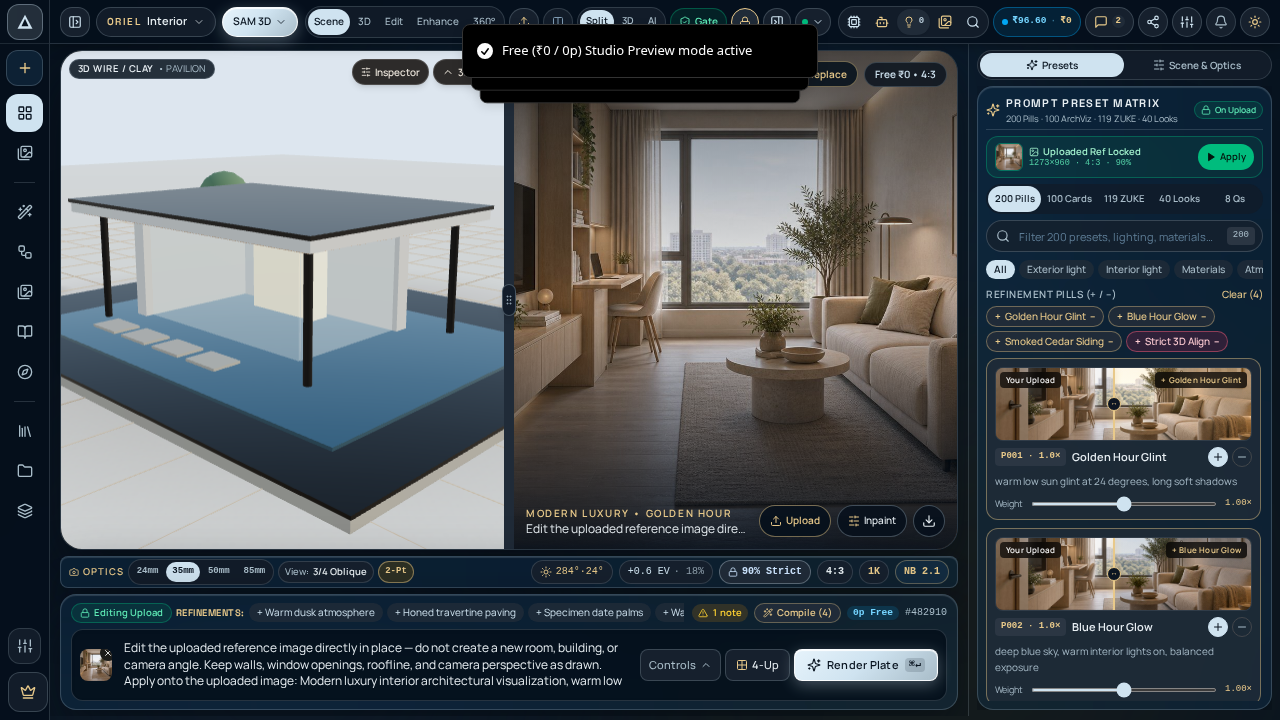 ORIEL Interior
SAM 3D
Scene 3D Edit Enhance 360°
Split 3D AI
Gate
0
₹96.60 · ₹0
2
Free (₹0 / 0p) Studio Preview mode active
3D WIRE / CLAY • PAVILION
Inspector
Free ₹0 • 4:3
MODERN LUXURY • GOLDEN HOUR
Edit the uploaded reference image dire...
Upload
Inpaint
OPTICS 24mm 35mm 50mm 85mm View: 3/4 Oblique 2-Pt
284°·24° +0.6 EV · 18% 90% Strict 4:3 1K NB 2.1
Editing Upload REFINEMENTS: + Warm dusk atmosphere + Honed travertine paving + Specimen date palms + Wa
1 note Compile (4) 0p Free #482910
Edit the uploaded reference image directly in place — do not create a new room, building, or
camera angle. Keep walls, window openings, roofline, and camera perspective as drawn.
Apply onto the uploaded image: Modern luxury interior architectural visualization, warm low
Controls 4-Up Render Plate ⌘↵
Presets Scene & Optics
PROMPT PRESET MATRIX
200 Pills · 100 ArchViz · 119 ZUKE · 40 Looks
On Upload
Uploaded Ref Locked
1273×960 · 4:3 · 90%
Apply
200 Pills 100 Cards 119 ZUKE 40 Looks 8 Qs
Filter 200 presets, lighting, materials... 200
All Exterior light Interior light Materials Atm
REFINEMENT PILLS (+ / −) Clear (4)
+ Golden Hour Glint − + Blue Hour Glow −
+ Smoked Cedar Siding − + Strict 3D Align −
Your Upload + Golden Hour Glint
P001 · 1.0× Golden Hour Glint
warm low sun glint at 24 degrees, long soft shadows
Weight 1.00×
Your Upload + Blue Hour Glow
P002 · 1.0× Blue Hour Glow
deep blue sky, warm interior lights on, balanced
exposure
Weight 1.00×